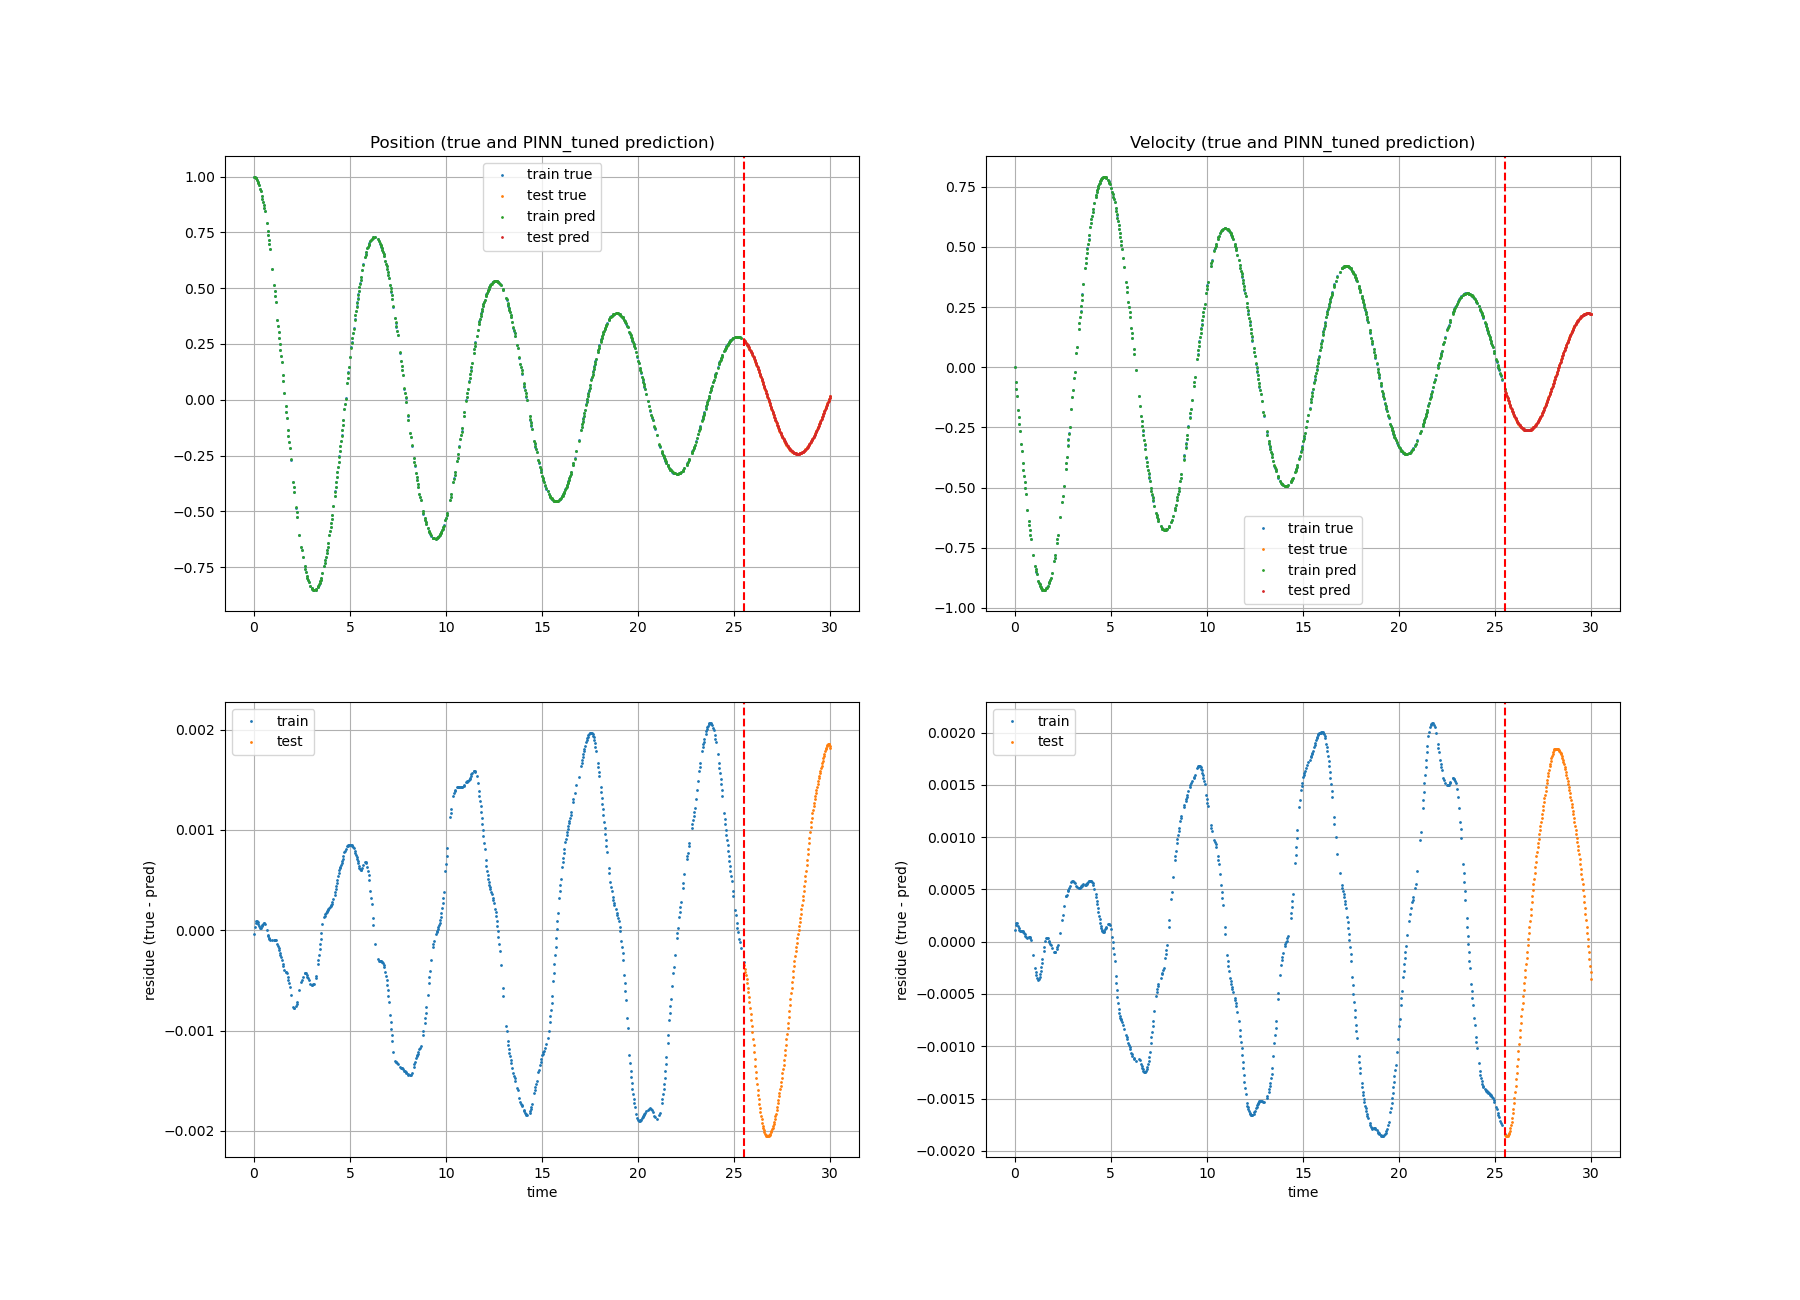 Position (true and PINN_tuned prediction)
1.00
0.75
0.50
0.25
0.00
−0.25
−0.50
−0.75
train true
test true
train pred
test pred
0 5 10 15 20 25 30
Velocity (true and PINN_tuned prediction)
0.75
0.50
0.25
0.00
−0.25
−0.50
−0.75
−1.00
train true
test true
train pred
test pred
0 5 10 15 20 25 30
residue (true - pred)
0.002
0.001
0.000
−0.001
−0.002
train
test
0 5 10 15 20 25 30
time
residue (true - pred)
0.0020
0.0015
0.0010
0.0005
0.0000
−0.0005
−0.0010
−0.0015
−0.0020
train
test
0 5 10 15 20 25 30
time